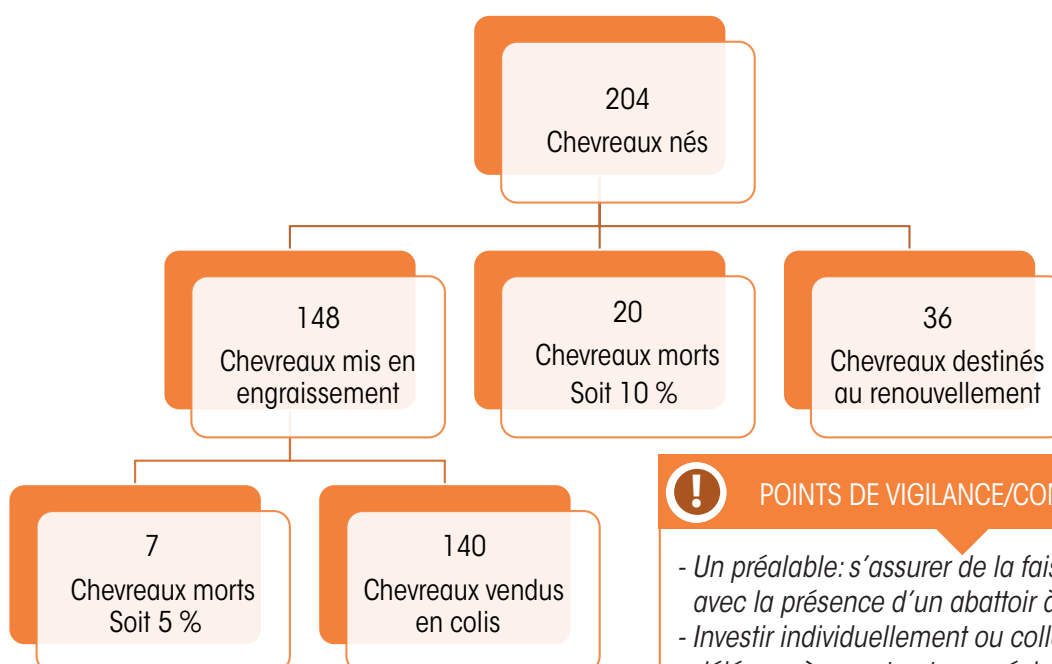 204
Chevreaux nés
148
Chevreaux mis en
engraissement
20
Chevreaux morts
Soit 10 %
36
Chevreaux destinés
au renouvellement
7
Chevreaux morts
Soit 5 %
140
Chevreaux vendus
en colis
POINTS DE VIGILANCE/CON
- Un préalable: s'assurer de la fais
avec la présence d'un abattoir à
- Investir individuellement ou colle